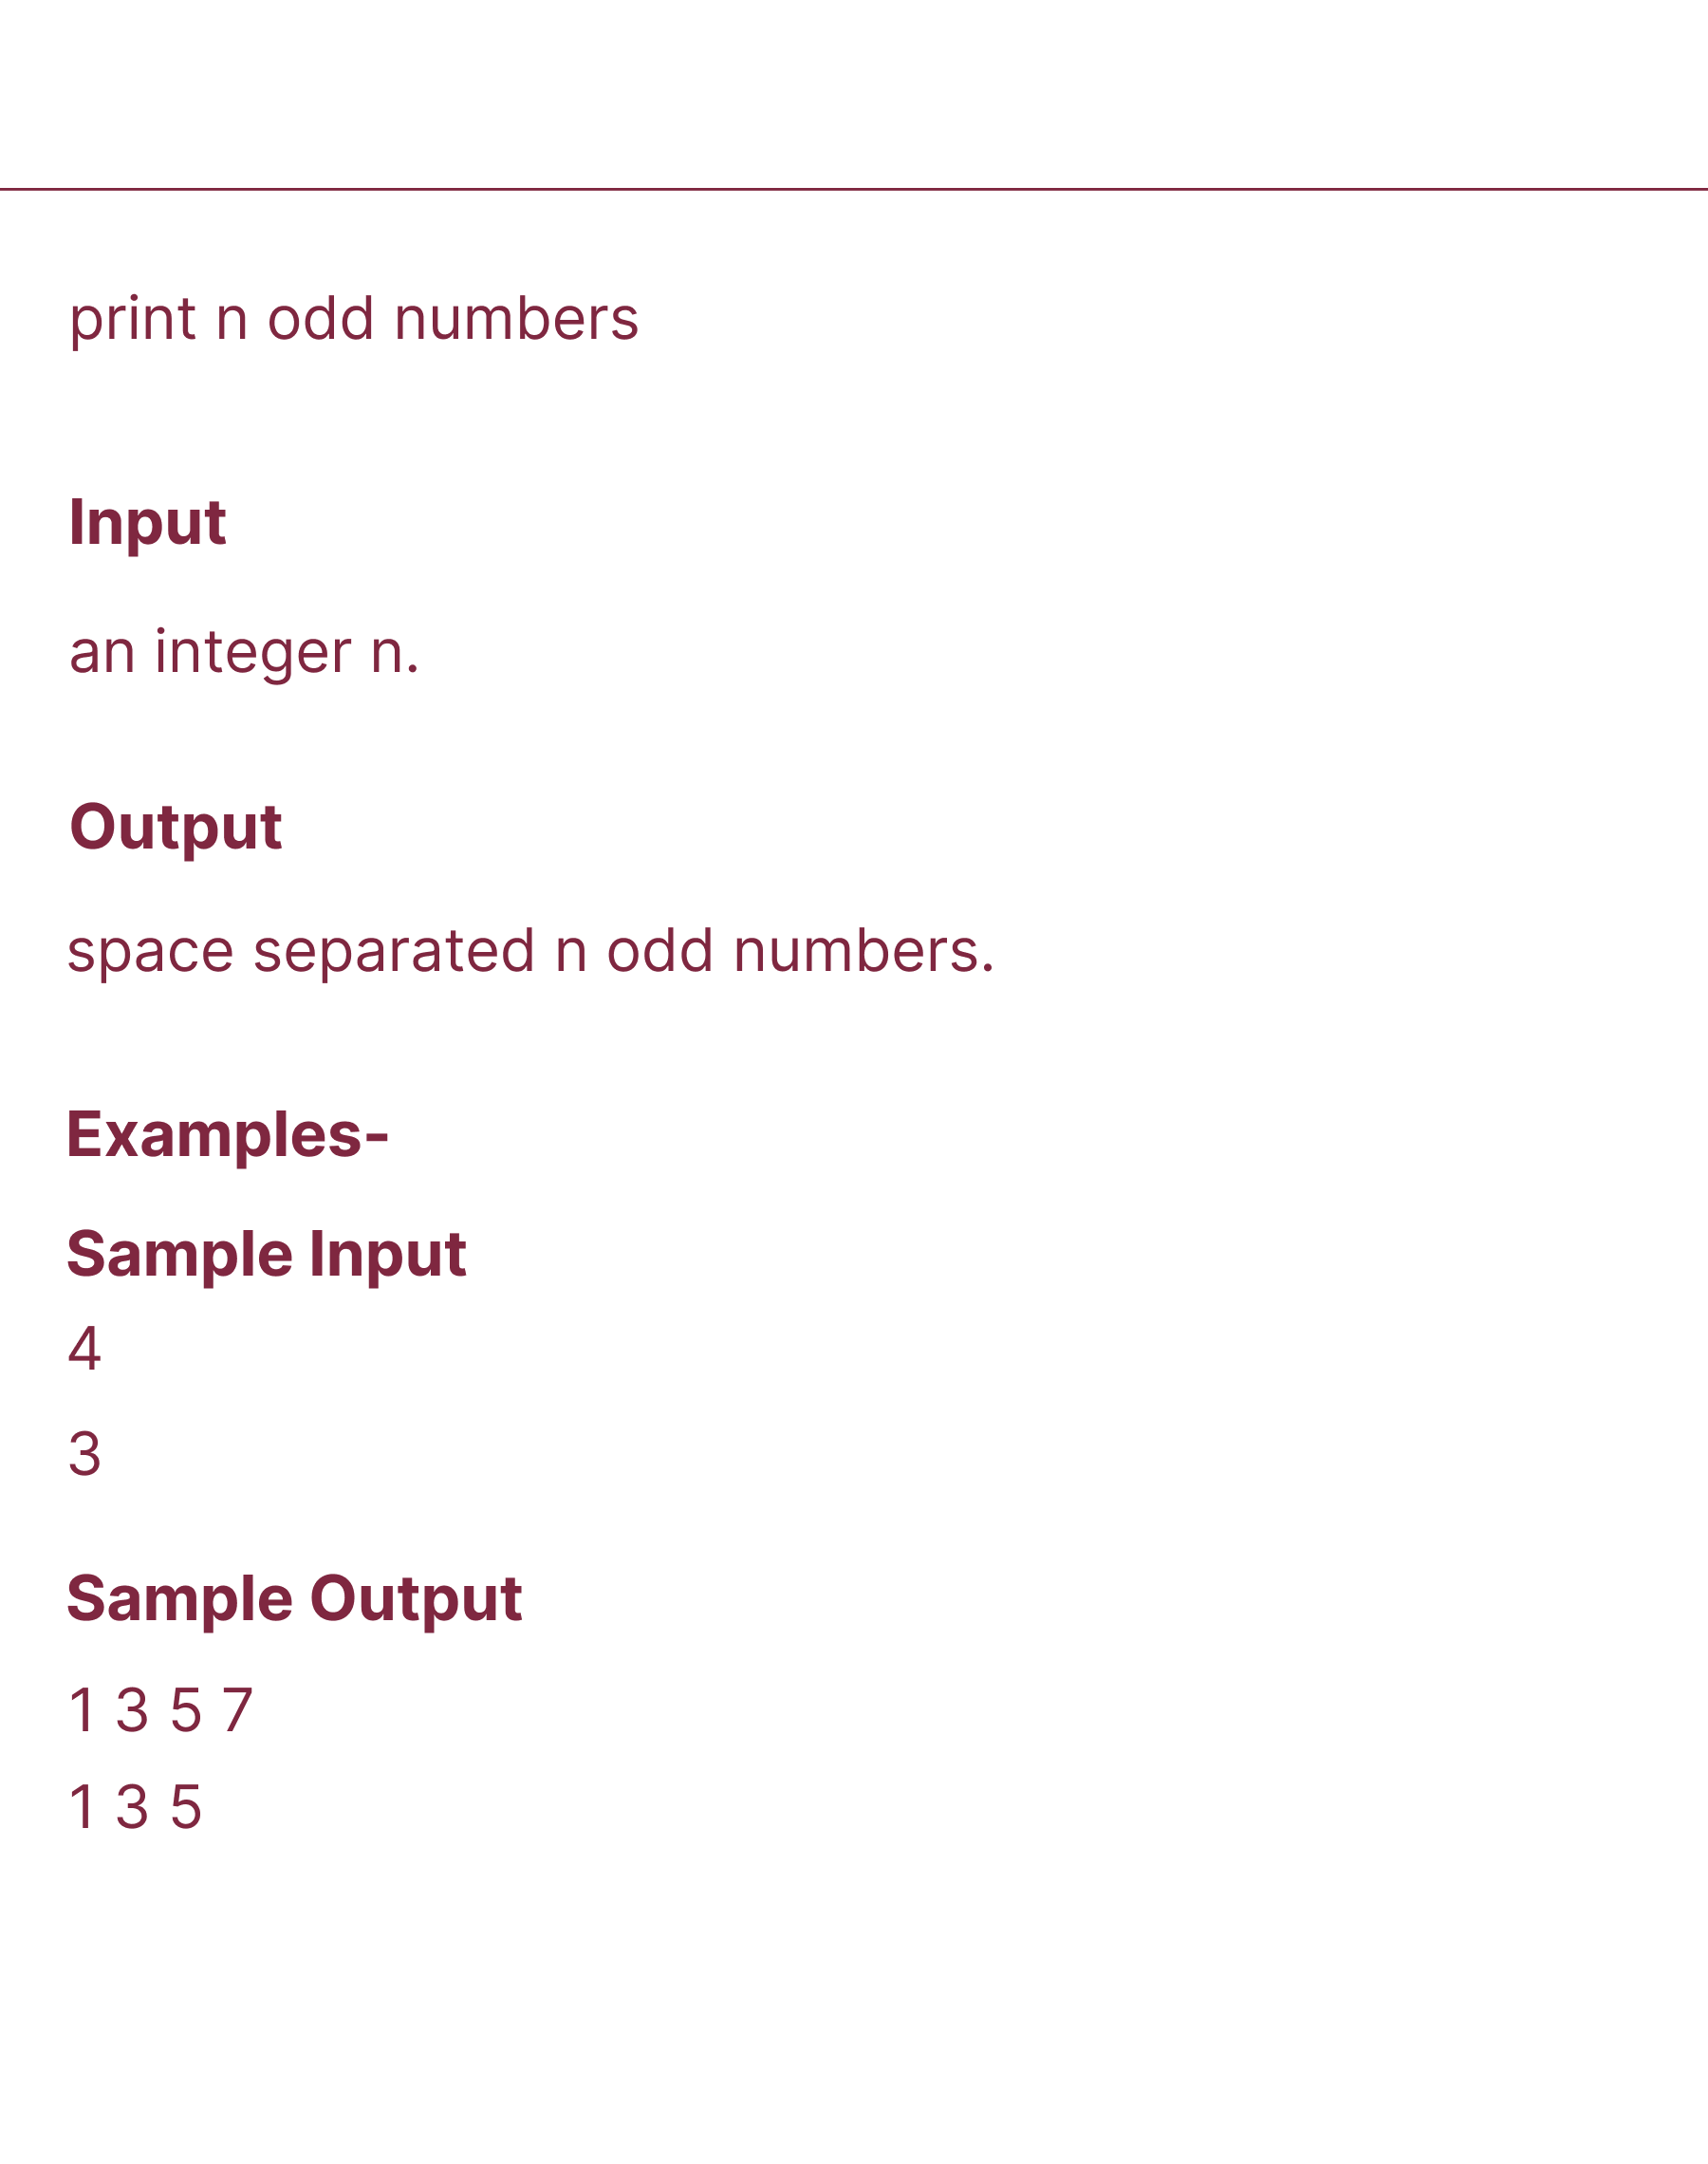 print n odd numbers
Input
an integer n.
Output
space separated n odd numbers.
Examples-
Sample Input
4
3
Sample Output
1 3 5 7
1 3 5